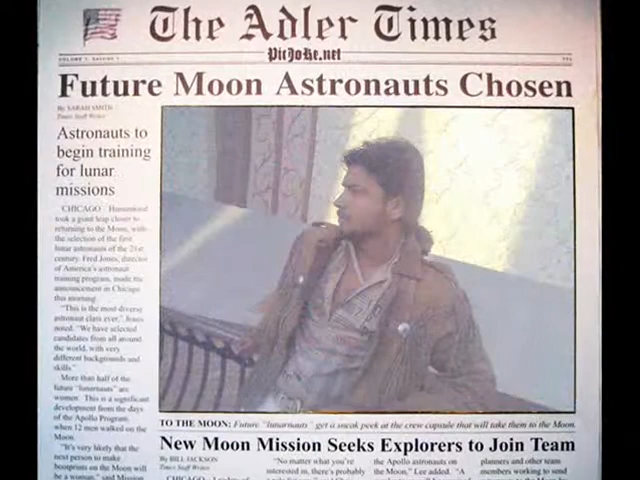 The Adler Times
PicJoke.net
Future Moon Astronauts Chosen
By SARAH SMITH
Times Staff Writer
Astronauts to
begin training
for lunar
missions
CHICAGO - Humankind
took a giant leap closer to
returning to the Moon, with
the selection of the first
lunar astronauts of the 21st
century. Fred Jones, director
of America's astronaut
training program, made the
announcement in Chicago
this morning.
"This is the most diverse
astronaut class ever," Jones
noted. "We have selected
candidates from all around
the world, with very
different backgrounds and
skills."
More than half of the
future "lunarnauts" are
women. This is a significant
development from the days
of the Apollo Program,
when 12 men walked on the
Moon.
"It's very likely that the
next person to make
bootprints on the Moon will
be a woman," said Mission
TO THE MOON: Future "lunarnauts" get a sneak peek at the crew capsule that will take them to the Moon.
New Moon Mission Seeks Explorers to Join Team
By BILL JACKSON
Times Staff Writer
"No matter what you're
interested in, there's probably
the Apollo astronauts on
the Moon," Lee added. "A
planners and other team
members working to send